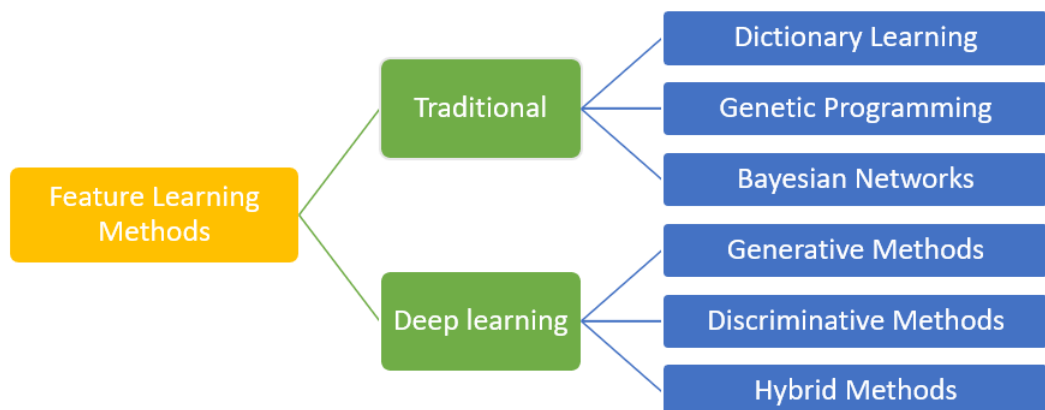 Feature Learning
Methods
Traditional
Dictionary Learning
Genetic Programming
Bayesian Networks
Deep learning
Generative Methods
Discriminative Methods
Hybrid Methods